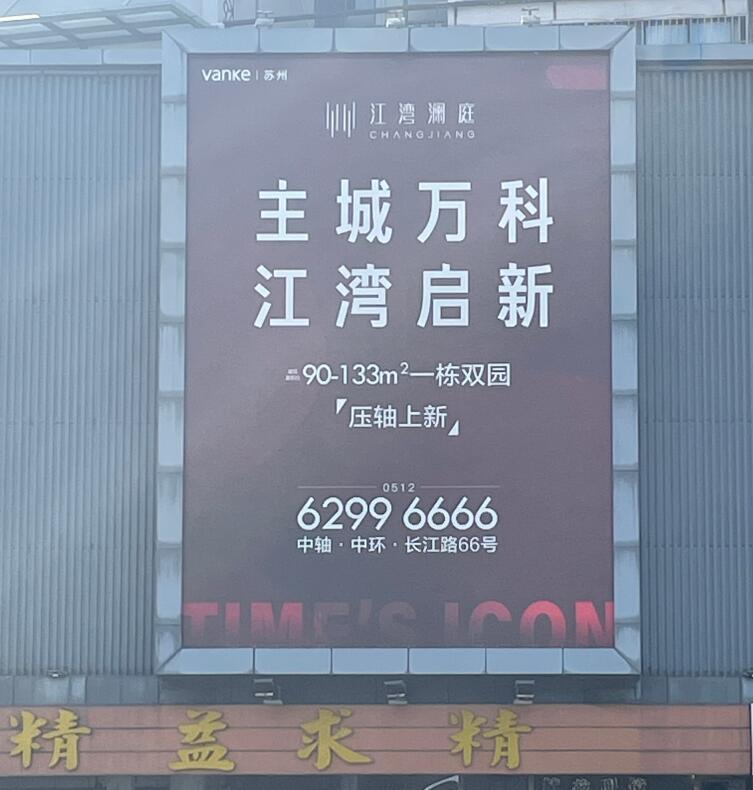 vanke | 苏州
江湾澜庭
CHANGJIANG
主城万科
江湾启新
90-133m²一栋双园
「压轴上新」
0512
6299 6666
中轴·中环·长江路66号
TIME'S ICON
精益求精